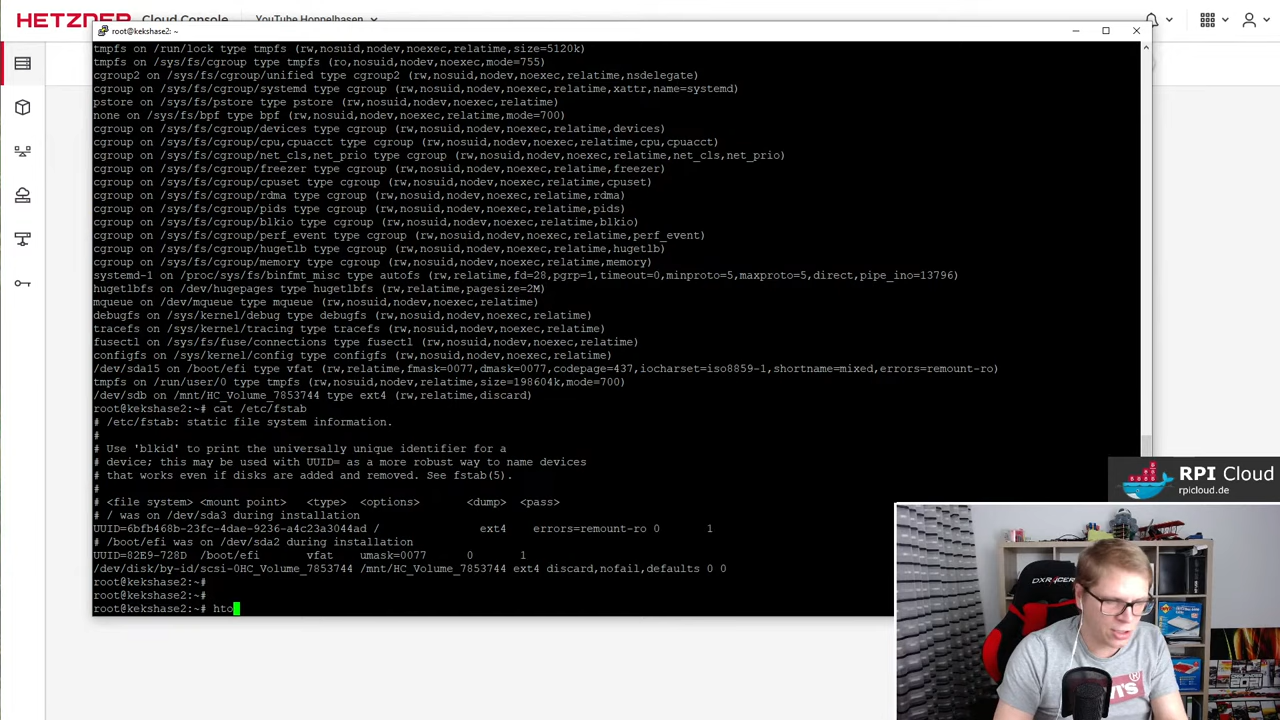 HETZNER Cloud Console YouTube Hoppelhasen
root@kekshase2: ~
tmpfs on /run/lock type tmpfs (rw,nosuid,nodev,noexec,relatime,size=5120k)
tmpfs on /sys/fs/cgroup type tmpfs (ro,nosuid,nodev,noexec,mode=755)
cgroup2 on /sys/fs/cgroup/unified type cgroup2 (rw,nosuid,nodev,noexec,relatime,nsdelegate)
cgroup on /sys/fs/cgroup/systemd type cgroup (rw,nosuid,nodev,noexec,relatime,xattr,name=systemd)
pstore on /sys/fs/pstore type pstore (rw,nosuid,nodev,noexec,relatime)
none on /sys/fs/bpf type bpf (rw,nosuid,nodev,noexec,relatime,mode=700)
cgroup on /sys/fs/cgroup/devices type cgroup (rw,nosuid,nodev,noexec,relatime,devices)
cgroup on /sys/fs/cgroup/cpu,cpuacct type cgroup (rw,nosuid,nodev,noexec,relatime,cpu,cpuacct)
cgroup on /sys/fs/cgroup/net_cls,net_prio type cgroup (rw,nosuid,nodev,noexec,relatime,net_cls,net_prio)
cgroup on /sys/fs/cgroup/freezer type cgroup (rw,nosuid,nodev,noexec,relatime,freezer)
cgroup on /sys/fs/cgroup/cpuset type cgroup (rw,nosuid,nodev,noexec,relatime,cpuset)
cgroup on /sys/fs/cgroup/rdma type cgroup (rw,nosuid,nodev,noexec,relatime,rdma)
cgroup on /sys/fs/cgroup/pids type cgroup (rw,nosuid,nodev,noexec,relatime,pids)
cgroup on /sys/fs/cgroup/blkio type cgroup (rw,nosuid,nodev,noexec,relatime,blkio)
cgroup on /sys/fs/cgroup/perf_event type cgroup (rw,nosuid,nodev,noexec,relatime,perf_event)
cgroup on /sys/fs/cgroup/hugetlb type cgroup (rw,nosuid,nodev,noexec,relatime,hugetlb)
cgroup on /sys/fs/cgroup/memory type cgroup (rw,nosuid,nodev,noexec,relatime,memory)
systemd-1 on /proc/sys/fs/binfmt_misc type autofs (rw,relatime,fd=28,pgrp=1,timeout=0,minproto=5,maxproto=5,direct,pipe_ino=13796)
hugetlbfs on /dev/hugepages type hugetlbfs (rw,relatime,pagesize=2M)
mqueue on /dev/mqueue type mqueue (rw,nosuid,nodev,noexec,relatime)
debugfs on /sys/kernel/debug type debugfs (rw,nosuid,nodev,noexec,relatime)
tracefs on /sys/kernel/tracing type tracefs (rw,nosuid,nodev,noexec,relatime)
fusectl on /sys/fs/fuse/connections type fusectl (rw,nosuid,nodev,noexec,relatime)
configfs on /sys/kernel/config type configfs (rw,nosuid,nodev,noexec,relatime)
/dev/sda15 on /boot/efi type vfat (rw,relatime,fmask=0077,dmask=0077,codepage=437,iocharset=iso8859-1,shortname=mixed,errors=remount-ro)
tmpfs on /run/user/0 type tmpfs (rw,nosuid,nodev,relatime,size=198604k,mode=700)
/dev/sdb on /mnt/HC_Volume_7853744 type ext4 (rw,relatime,discard)
root@kekshase2:~# cat /etc/fstab
# /etc/fstab: static file system information.
#
# Use 'blkid' to print the universally unique identifier for a
# device; this may be used with UUID= as a more robust way to name devices
# that works even if disks are added and removed. See fstab(5).
#
# <file system> <mount point> <type> <options> <dump> <pass>
# / was on /dev/sda3 during installation
UUID=6bfb468b-23fc-4dae-9236-a4c23a3044ad / ext4 errors=remount-ro 0 1
# /boot/efi was on /dev/sda2 during installation
UUID=82E9-728D /boot/efi vfat umask=0077 0 1
/dev/disk/by-id/scsi-0HC_Volume_7853744 /mnt/HC_Volume_7853744 ext4 discard,nofail,defaults 0 0
root@kekshase2:~#
root@kekshase2:~#
root@kekshase2:~# hto
RPI Cloud
rpicloud.de
DXRACER